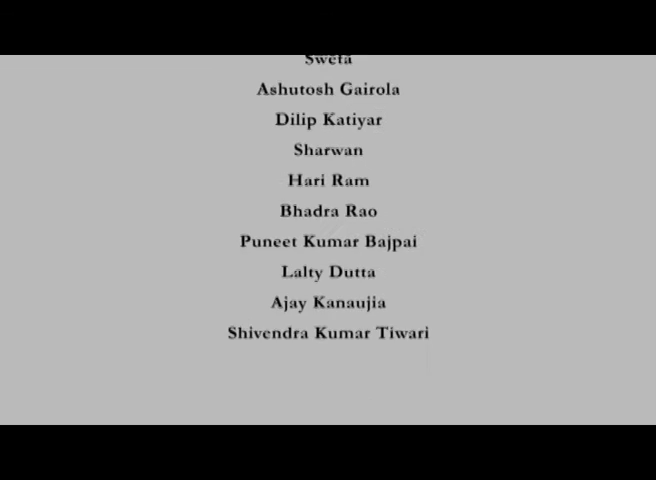 Sweta
Ashutosh Gairola
Dilip Katiyar
Sharwan
Hari Ram
Bhadra Rao
Puneet Kumar Bajpai
Lalty Dutta
Ajay Kanaujia
Shivendra Kumar Tiwari